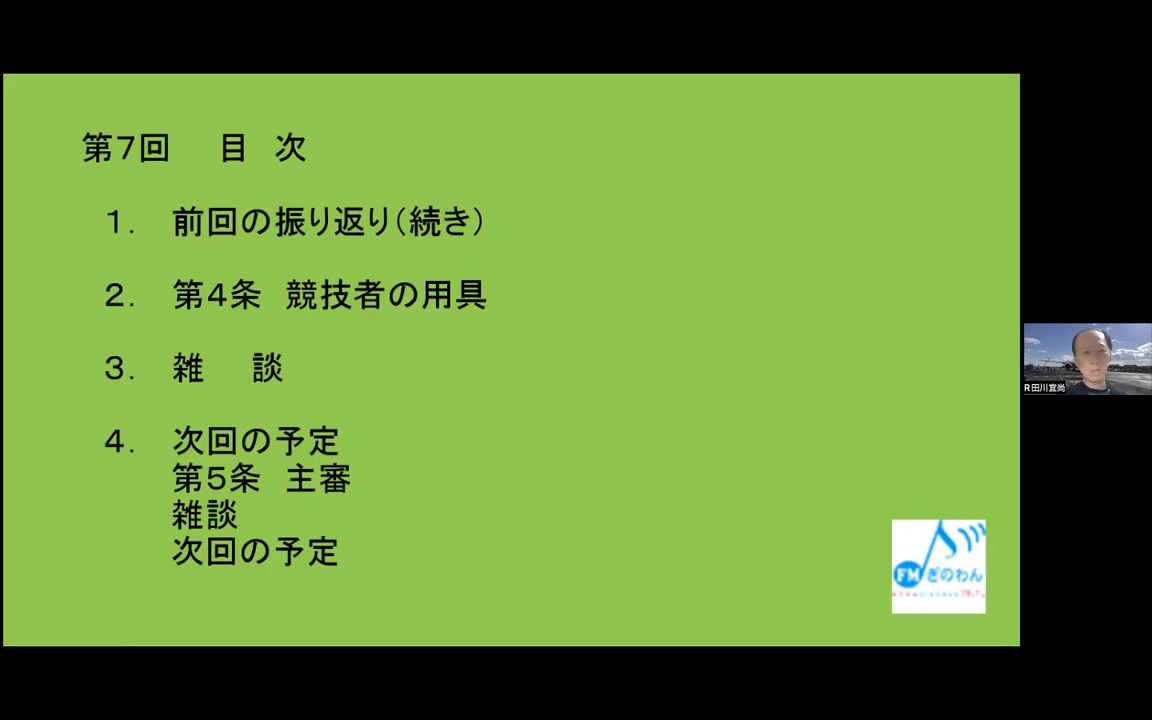 第７回　目　次
１．　前回の振り返り（続き）
２．　第４条　競技者の用具
３．　雑　談
４．　次回の予定
第５条　主審
雑談
次回の予定
FMぎのわん
R田川宜尚